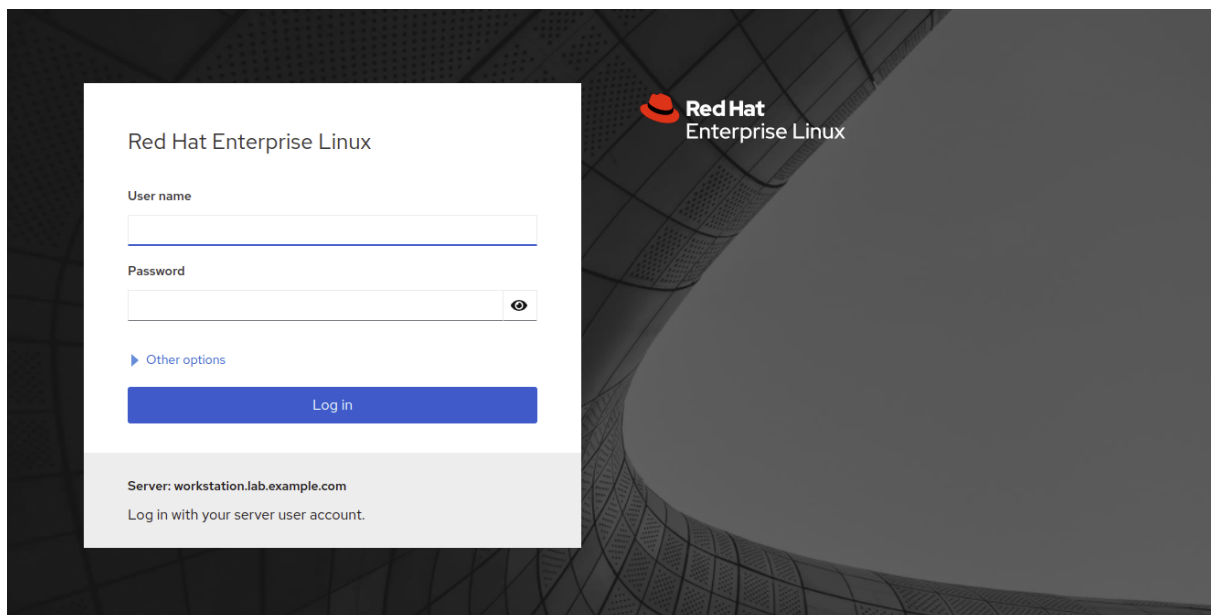 Red Hat Enterprise Linux
User name
Password
Other options
Log in
Server: workstation.lab.example.com
Log in with your server user account.
Red Hat
Enterprise Linux